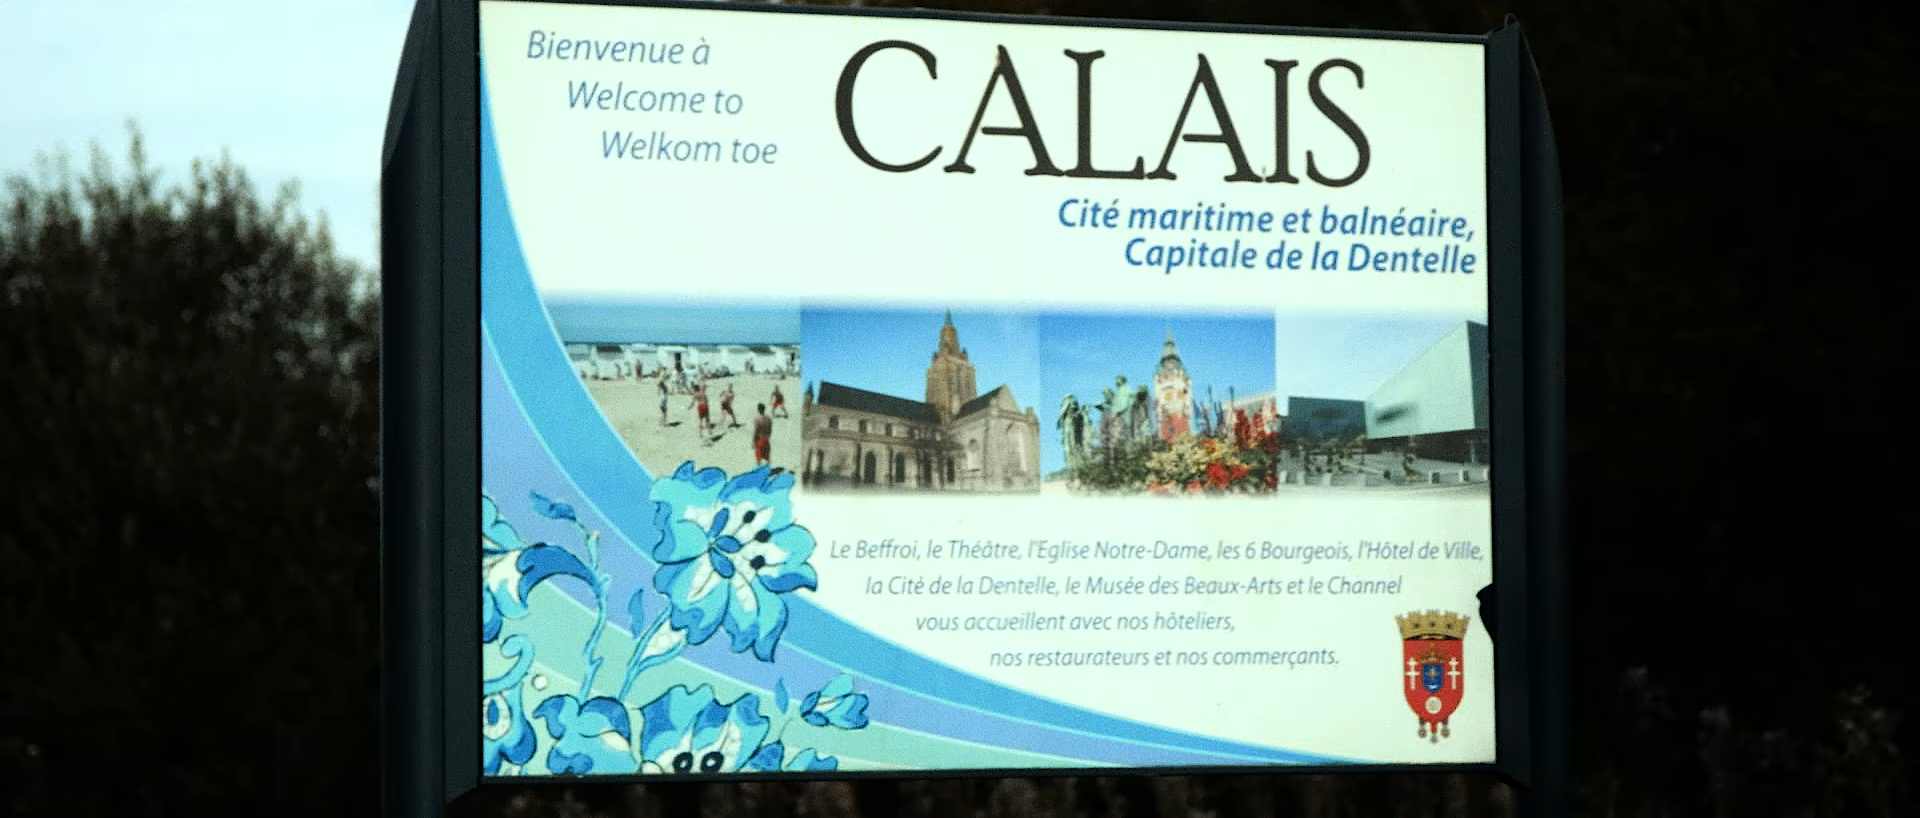 Bienvenue à
Welcome to
Welkom toe
CALAIS
Cité maritime et balnéaire,
Capitale de la Dentelle
Le Beffroi, le Théâtre, l'Eglise Notre-Dame, les 6 Bourgeois, l'Hôtel de Ville,
la Cité de la Dentelle, le Musée des Beaux-Arts et le Channel
vous accueillent avec nos hôteliers,
nos restaurateurs et nos commerçants.